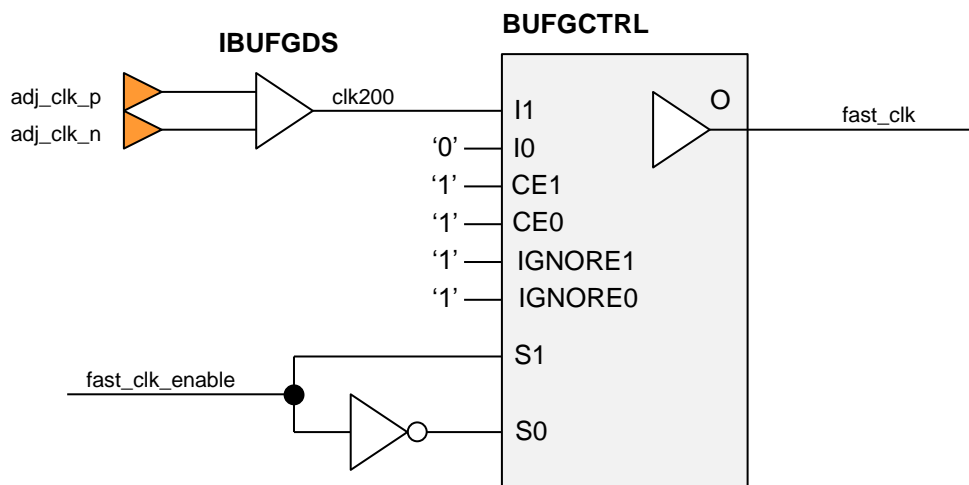 BUFGCTRL
IBUFGDS
adj_clk_p
adj_clk_n
clk200
I1
O
fast_clk
‘0’ I0
‘1’ CE1
‘1’ CE0
‘1’ IGNORE1
‘1’ IGNORE0
S1
fast_clk_enable
S0